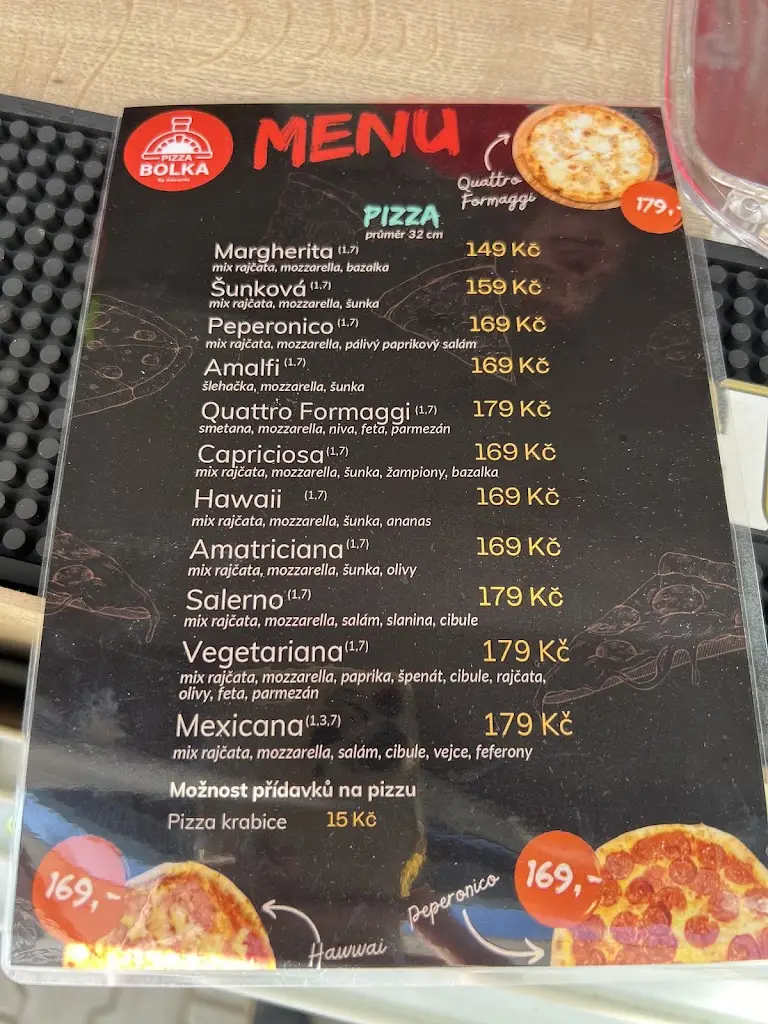 PIZZA
BOLKA
MENU
Quattro
Formaggi
179,-
PIZZA
průměr 32 cm
Margherita (1,7) 149 Kč
mix rajčata, mozzarella, bazalka
Šunková (1,7) 159 Kč
mix rajčata, mozzarella, šunka
Peperonico (1,7) 169 Kč
mix rajčata, mozzarella, pálivý paprikový salám
Amalfi (1,7) 169 Kč
šlehačka, mozzarella, šunka
Quattro Formaggi (1,7) 179 Kč
smetana, mozzarella, niva, feta, parmezán
Capriciosa (1,7) 169 Kč
mix rajčata, mozzarella, šunka, žampiony, bazalka
Hawaii (1,7) 169 Kč
mix rajčata, mozzarella, šunka, ananas
Amatriciana (1,7) 169 Kč
mix rajčata, mozzarella, šunka, olivy
Salerno (1,7) 179 Kč
mix rajčata, mozzarella, salám, slanina, cibule
Vegetariana (1,7) 179 Kč
mix rajčata, mozzarella, paprika, špenát, cibule, rajčata,
olivy, feta, parmezán
Mexicana (1,3,7) 179 Kč
mix rajčata, mozzarella, salám, cibule, vejce, feferony
Možnost přídavků na pizzu
Pizza krabice 15 Kč
169,-
Hawwai
Peperonico
169,-